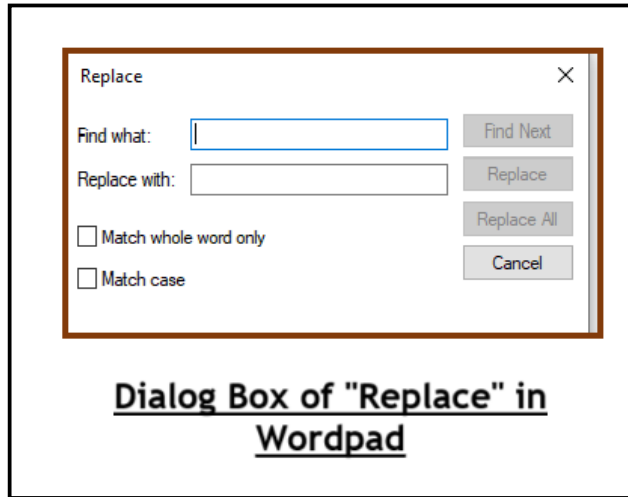 Replace
Find what:
Find Next
Replace with:
Replace
Replace All
Match whole word only
Cancel
Match case
Dialog Box of "Replace" in
Wordpad